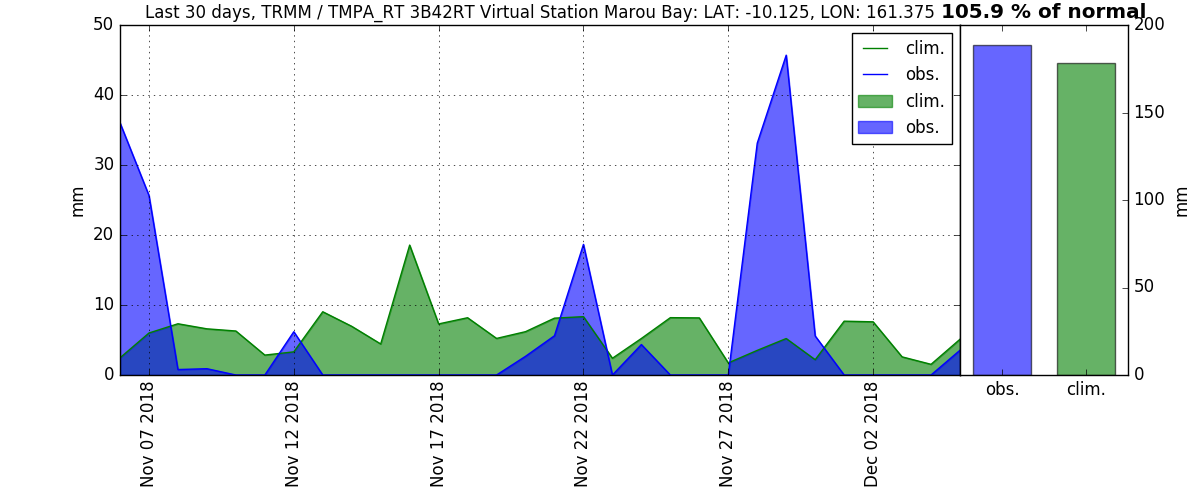 Last 30 days, TRMM / TMPA_RT 3B42RT Virtual Station Marou Bay: LAT: -10.125, LON: 161.375 105.9 % of normal
50
40
30
20
10
0
mm
clim.
obs.
clim.
obs.
200
150
100
50
0
mm
Nov 07 2018
Nov 12 2018
Nov 17 2018
Nov 22 2018
Nov 27 2018
Dec 02 2018
obs.
clim.